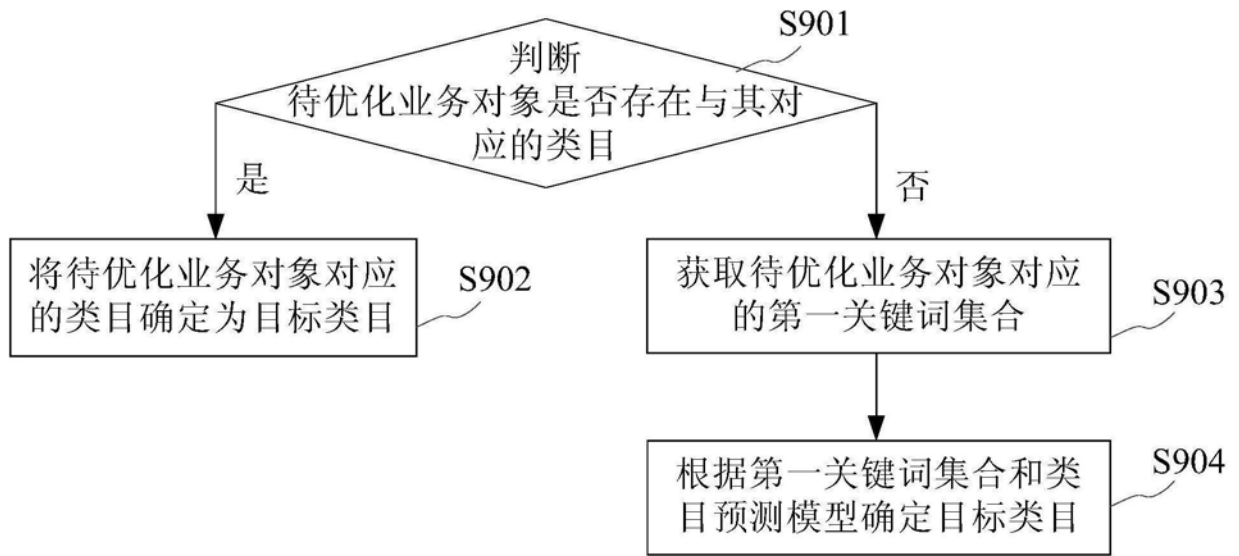 S901
判断
待优化业务对象是否存在与其对
应的类目
是
否
将待优化业务对象对应
的类目确定为目标类目
S902
获取待优化业务对象对应
的第一关键词集合
S903
根据第一关键词集合和类
目预测模型确定目标类目
S904